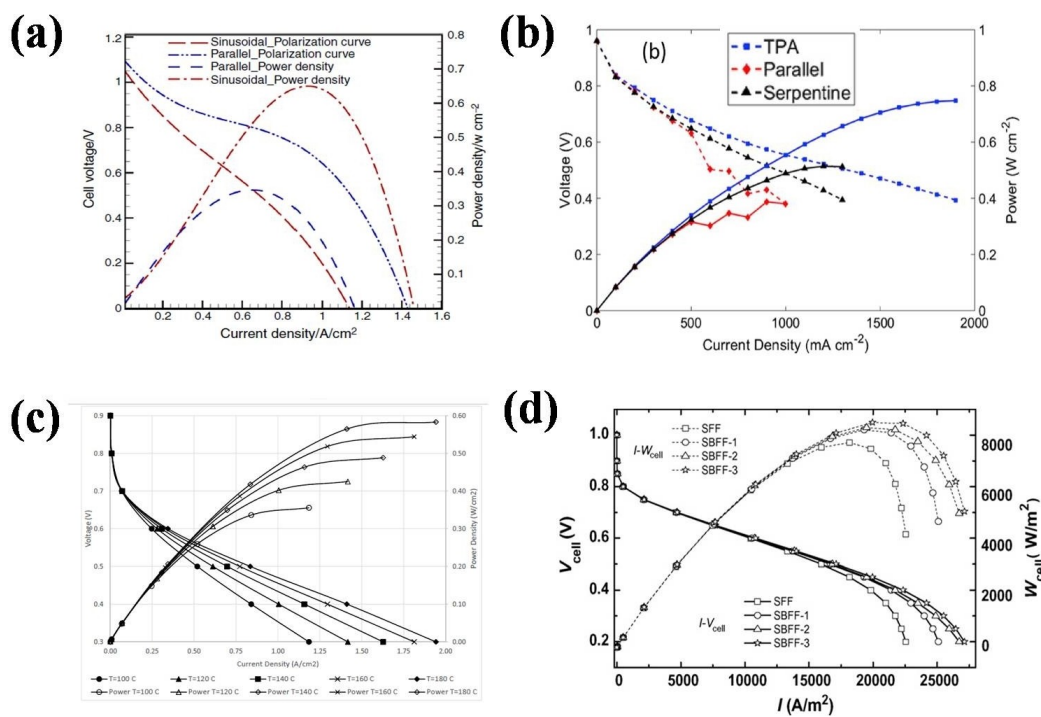 (a)
Sinusoidal_Polarization curve
Parallel_Polarization curve
Parallel_Power density
Sinusoidal_Power density
Cell voltage/V
1.2
1
0.8
0.6
0.4
0.2
0
0.2 0.4 0.6 0.8 1 1.2 1.4 1.6
Current density/A/cm2
0.8
0.7
0.6
0.5
0.4
0.3
0.2
0.1
0
Power density/w cm-2
(b)
(b)
TPA
Parallel
Serpentine
Voltage (V)
1
0.8
0.6
0.4
0.2
0
0 500 1000 1500 2000
Current Density (mA cm-2)
1
0.8
0.6
0.4
0.2
0
Power (W cm-2)
(c)
Voltage (V)
0.9
0.8
0.7
0.6
0.5
0.4
0.3
0.00 0.25 0.50 0.75 1.00 1.25 1.50 1.75 2.00
Current Density (A/cm2)
0.60
0.50
0.40
0.30
0.20
0.10
0.00
Power Density (W/cm2)
T=100 C T=120 C T=140 C T=160 C T=180 C
Power T=100 C Power T=120 C Power T=140 C Power T=160 C Power T=180 C
(d)
Vcell (V)
1.0
0.8
0.6
0.4
0.2
I-Wcell
SFF
SBFF-1
SBFF-2
SBFF-3
I-Vcell
SFF
SBFF-1
SBFF-2
SBFF-3
0 5000 10000 15000 20000 25000
I (A/m2)
8000
6000
4000
2000
0
Wcell( W/m2)